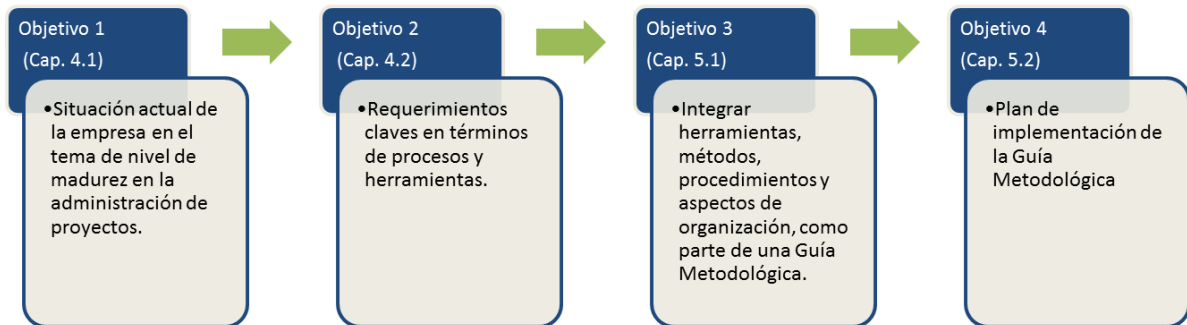 Objetivo 1
(Cap. 4.1)
•Situación actual de
la empresa en el
tema de nivel de
madurez en la
administración de
proyectos.
Objetivo 2
(Cap. 4.2)
•Requerimientos
claves en términos
de procesos y
herramientas.
Objetivo 3
(Cap. 5.1)
•Integrar
herramientas,
métodos,
procedimientos y
aspectos de
organización, como
parte de una Guía
Metodológica.
Objetivo 4
(Cap. 5.2)
•Plan de
implementación de
la Guía
Metodológica